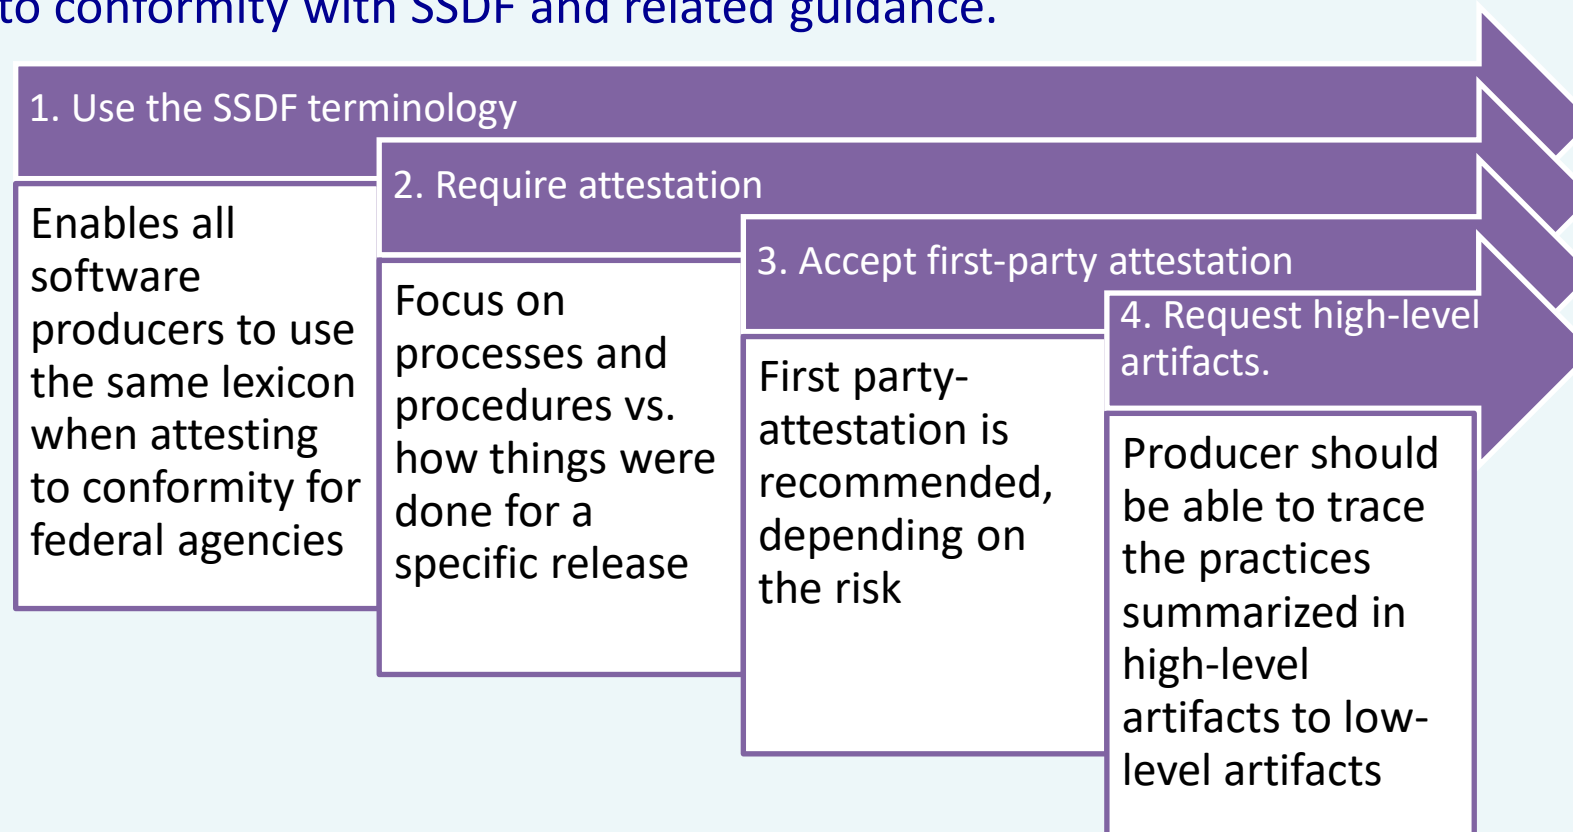 to conformity with SSDF and related guidance.
1. Use the SSDF terminology
Enables all
software
producers to use
the same lexicon
when attesting
to conformity for
federal agencies
2. Require attestation
Focus on
processes and
procedures vs.
how things were
done for a
specific release
3. Accept first-party attestation
First party-
attestation is
recommended,
depending on
the risk
4. Request high-level
artifacts.
Producer should
be able to trace
the practices
summarized in
high-level
artifacts to low-
level artifacts